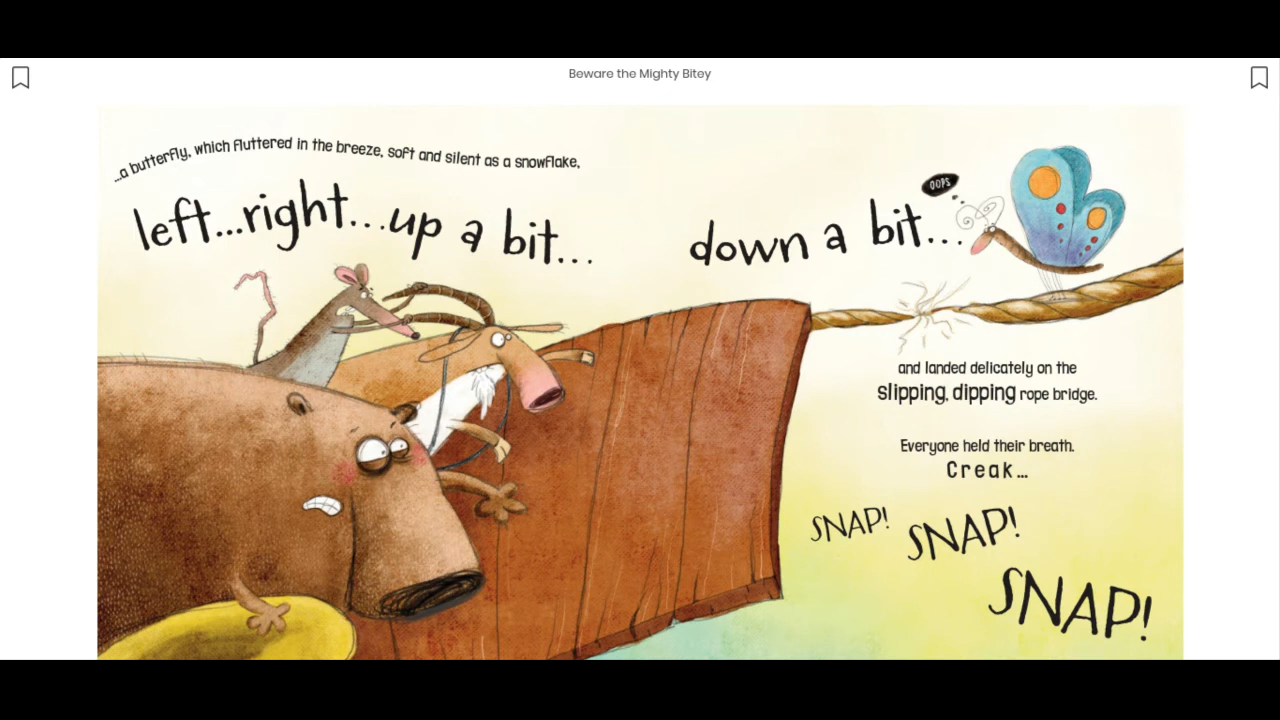 Beware the Mighty Bitey
...a butterfly, which fluttered in the breeze, soft and silent as a snowflake,
left...right...up a bit...
down a bit...
OOPS
and landed delicately on the
slipping, dipping rope bridge.
Everyone held their breath.
Creak...
SNAP! SNAP!
SNAP!